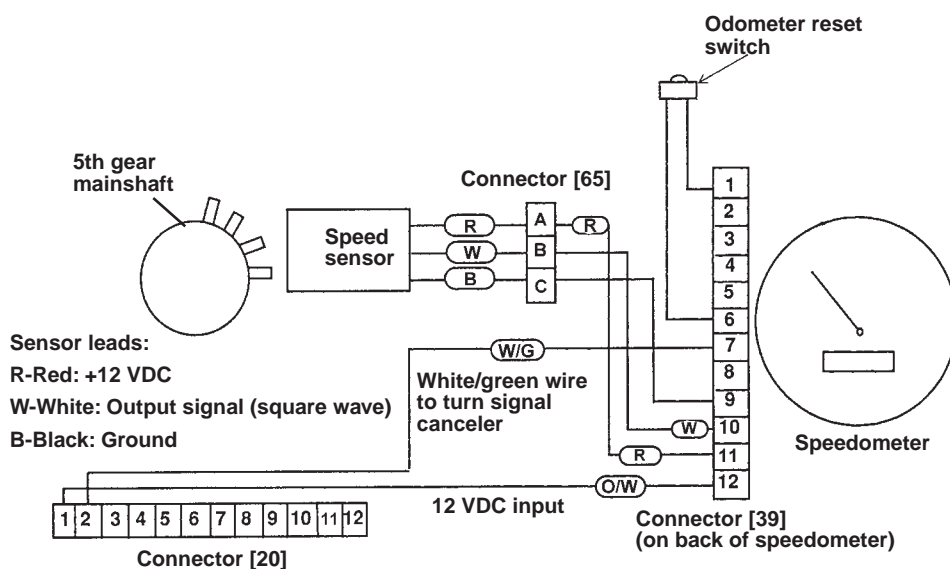 Odometer reset
switch
5th gear
mainshaft
Connector [65]
Speed
sensor
R
W
B
A
B
C
R
1
2
3
4
5
6
7
8
9
10
11
12
Sensor leads:
R-Red: +12 VDC
W-White: Output signal (square wave)
B-Black: Ground
W/G
White/green wire
to turn signal
canceler
W
R
O/W
Speedometer
12 VDC input
1 2 3 4 5 6 7 8 9 10 11 12
Connector [20]
Connector [39]
(on back of speedometer)